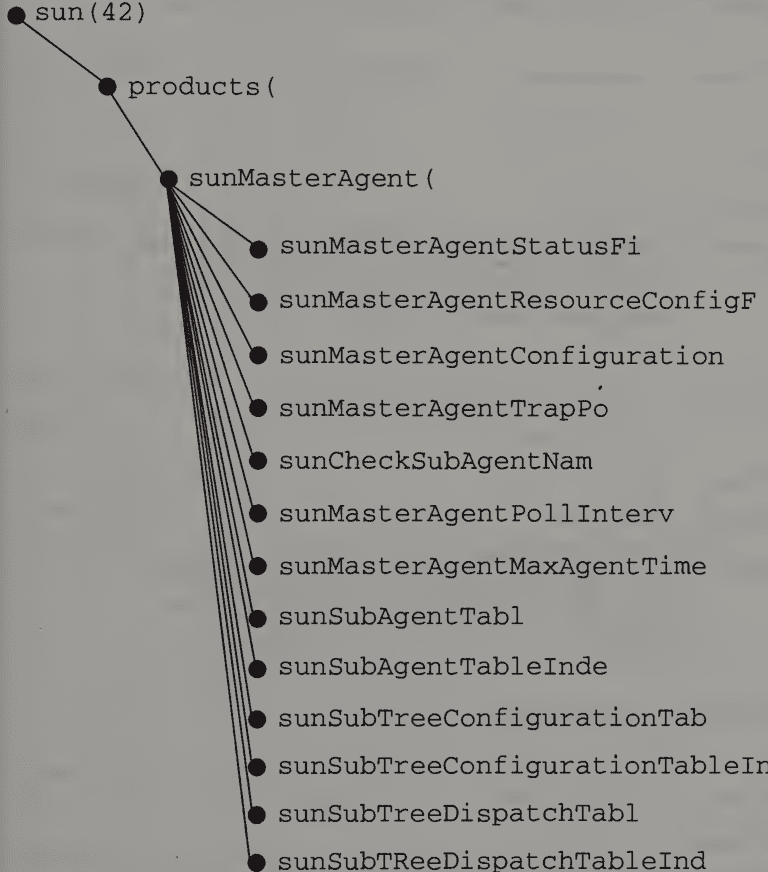 sun(42)
products(
sunMasterAgent(
sunMasterAgentStatusFi
sunMasterAgentResourceConfigF
sunMasterAgentConfiguration
sunMasterAgentTrapPo
sunCheckSubAgentNam
sunMasterAgentPollInterv
sunMasterAgentMaxAgentTime
sunSubAgentTabl
sunSubAgentTableInde
sunSubTreeConfigurationTab
sunSubTreeConfigurationTableIn
sunSubTreeDispatchTabl
sunSubTReeDispatchTableInd